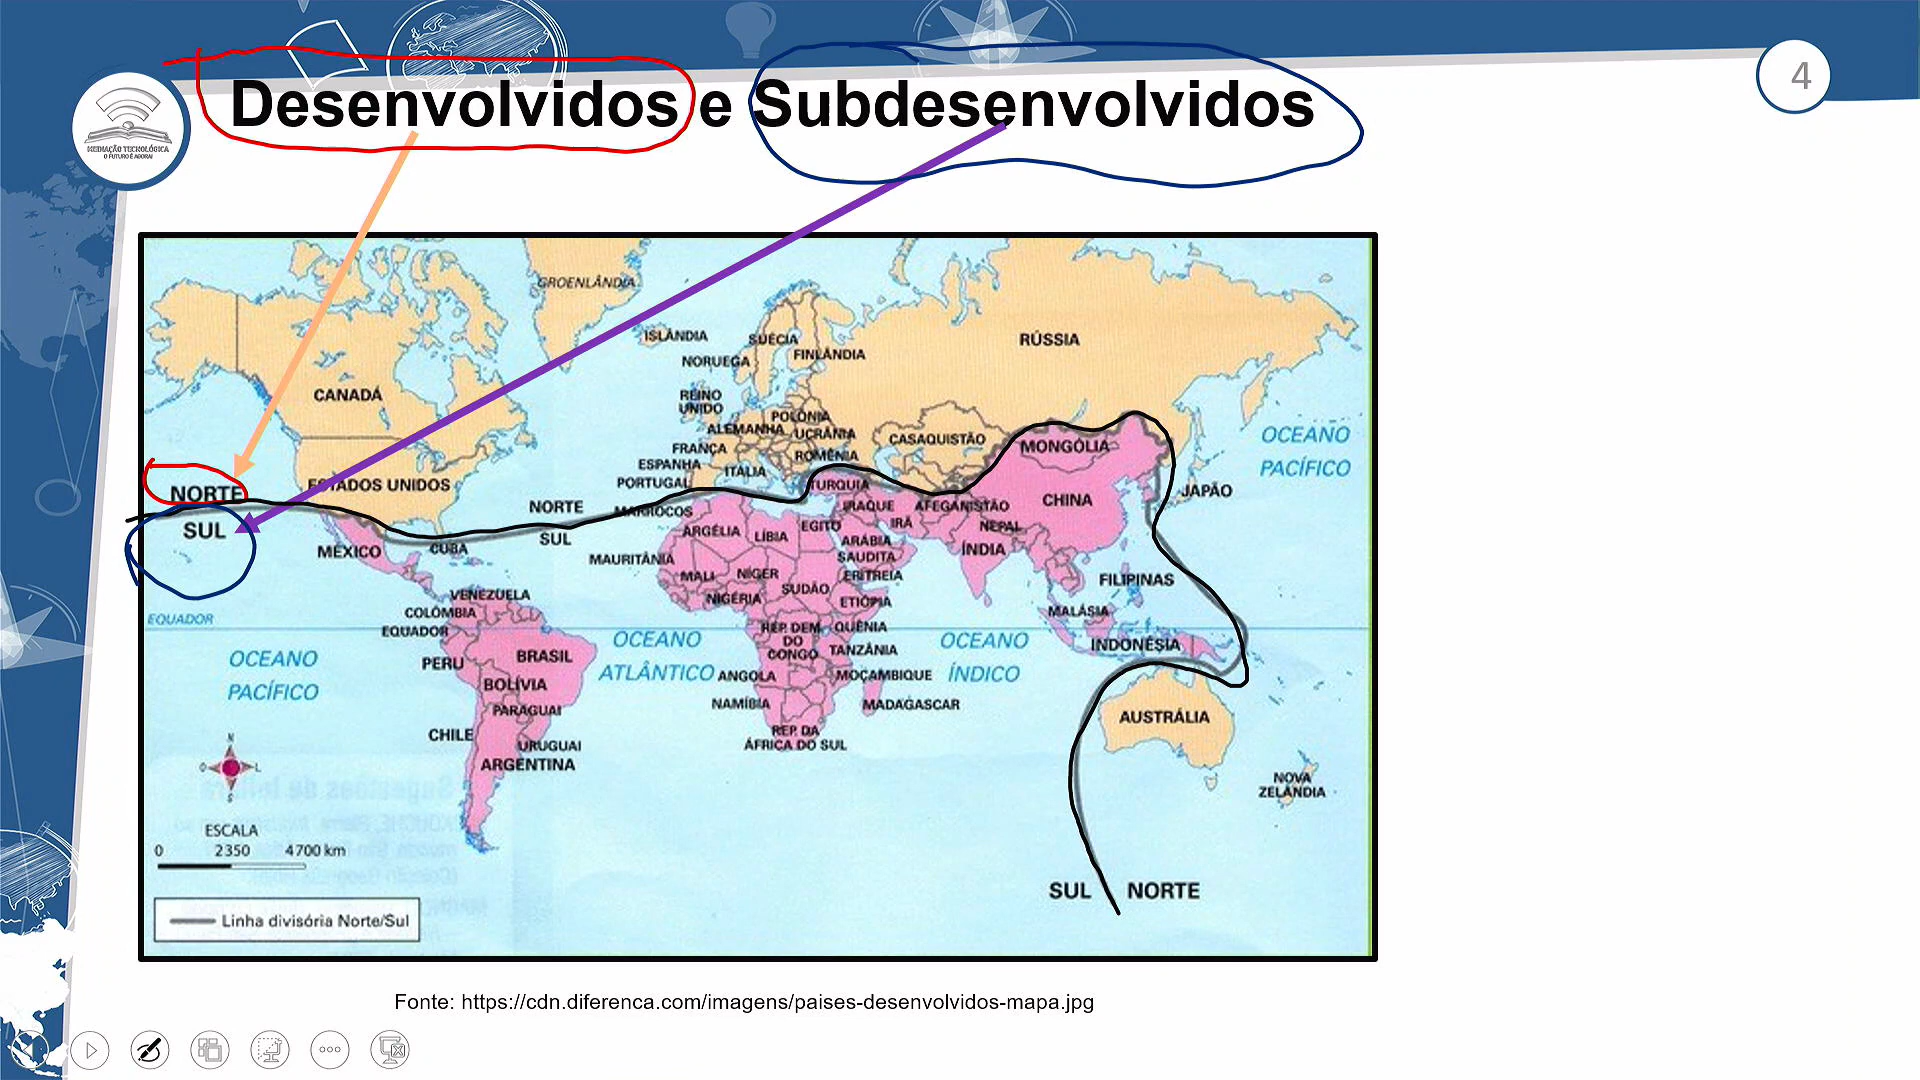 4
Desenvolvidos e Subdesenvolvidos
MEDIAÇÃO TECNOLÓGICA
O FUTURO É AGORA!
GROENLÂNDIA
ISLÂNDIA
SUÉCIA
RÚSSIA
NORUEGA
FINLÂNDIA
CANADÁ
REINO
UNIDO
POLÔNIA
ALEMANHA
UCRÂNIA
CASAQUISTÃO
OCEANO
PACÍFICO
MONGÓLIA
FRANÇA
ROMÊNIA
ESPANHA
ITÁLIA
PORTUGAL
TURQUIA
ESTADOS UNIDOS
NORTE
SUL
NORTE
SUL
JAPÃO
CHINA
MARROCOS
IRAQUE
AFEGANISTÃO
IRÃ
NEPAL
ARGÉLIA
LÍBIA
EGITO
ARÁBIA
SAUDITA
ÍNDIA
MÉXICO
CUBA
MAURITÂNIA
MALI
NÍGER
SUDÃO
ERITREIA
FILIPINAS
VENEZUELA
NIGÉRIA
ETIÓPIA
COLÔMBIA
MALÁSIA
EQUADOR
EQUADOR
REP. DEM.
DO
CONGO
QUÊNIA
TANZÂNIA
INDONÉSIA
OCEANO
PACÍFICO
OCEANO
ATLÂNTICO
OCEANO
ÍNDICO
PERU
BRASIL
BOLÍVIA
ANGOLA
MOÇAMBIQUE
PARAGUAI
NAMÍBIA
MADAGASCAR
AUSTRÁLIA
CHILE
URUGUAI
REP. DA
ÁFRICA DO SUL
ARGENTINA
NOVA
ZELÂNDIA
N
O
L
S
ESCALA
0 2350 4700 km
SUL NORTE
Linha divisória Norte/Sul
Fonte: https://cdn.diferenca.com/imagens/paises-desenvolvidos-mapa.jpg